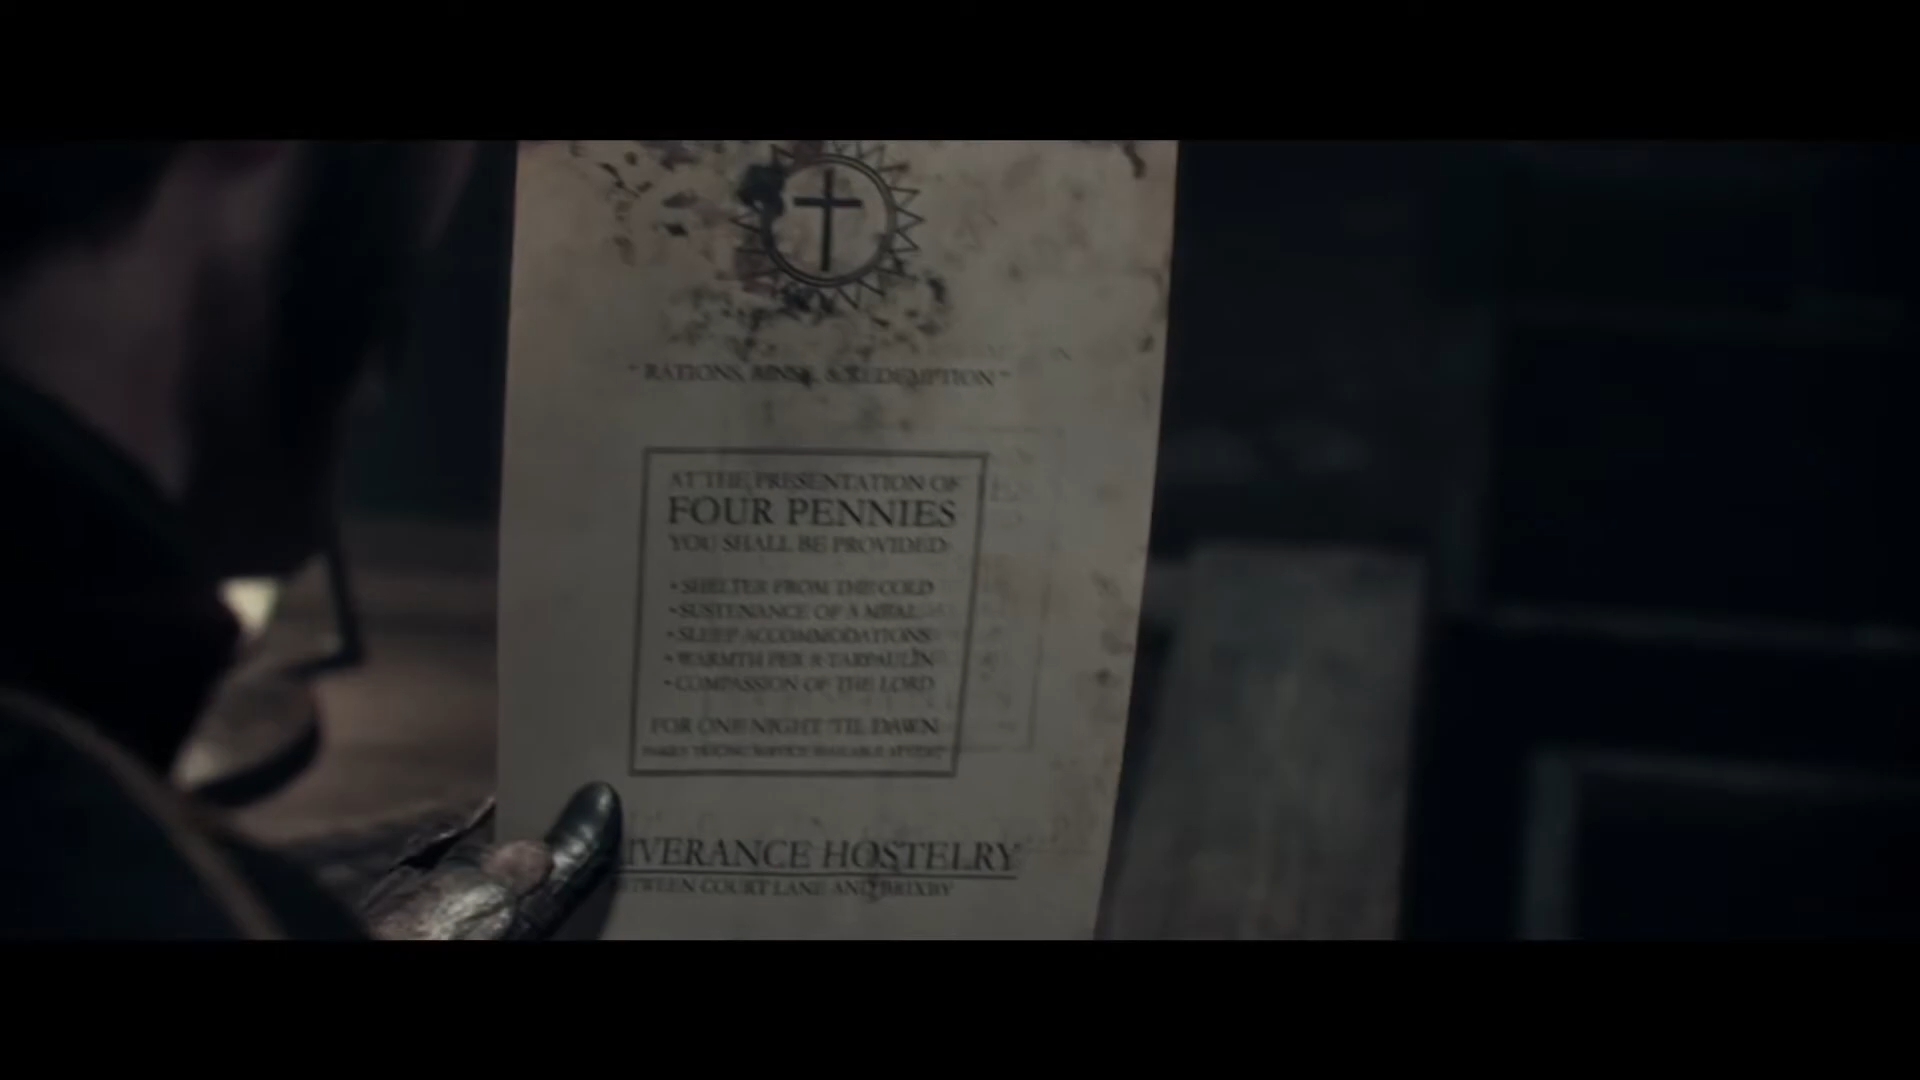 " RATIONS, & REDEMPTION "
AT THE PRESENTATION OF
FOUR PENNIES
YOU SHALL BE PROVIDED:
• SHELTER FROM THE COLD
• SUSTENANCE OF A MEAL
• SLEEP ACCOMMODATIONS
• WARMTH PER A TARPAULIN
• COMPASSION OF THE LORD
FOR ONE NIGHT 'TIL DAWN
IVERANCE HOSTELRY
BETWEEN COURT LANE AND BRIXBY